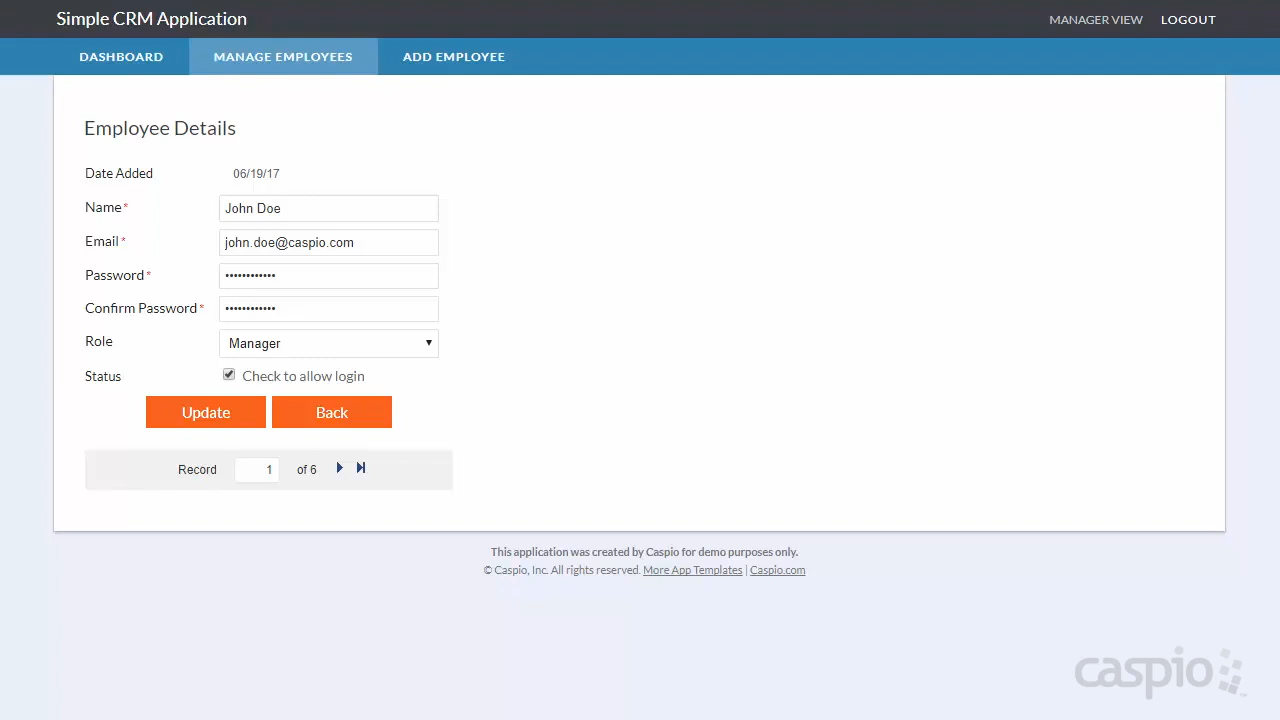 Simple CRM Application
MANAGER VIEW LOGOUT
DASHBOARD MANAGE EMPLOYEES ADD EMPLOYEE
Employee Details
Date Added 06/19/17
Name* John Doe
Email* john.doe@caspio.com
Password* ••••••••••••
Confirm Password* ••••••••••••
Role Manager
Status Check to allow login
Update Back
Record 1 of 6
This application was created by Caspio for demo purposes only.
© Caspio, Inc. All rights reserved. More App Templates | Caspio.com
caspio